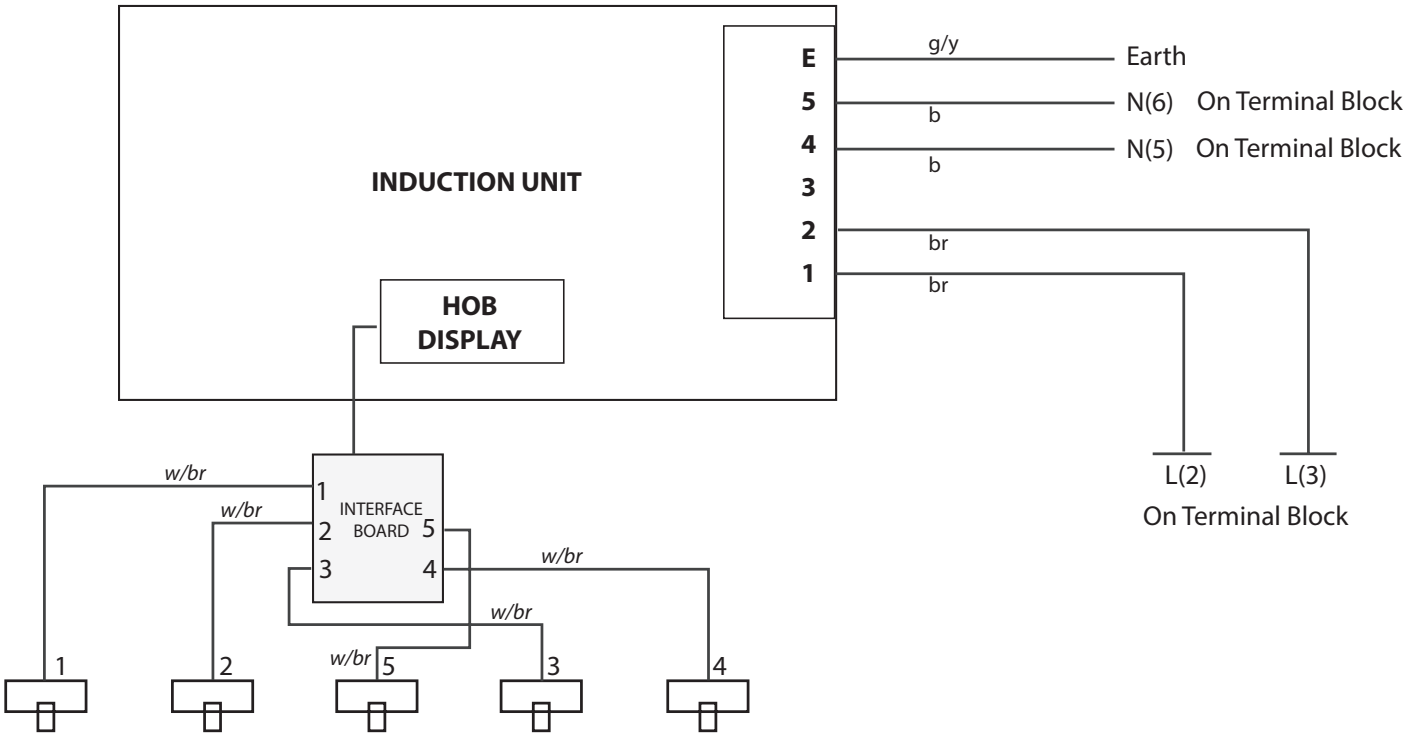 E g/y Earth
5 b N(6) On Terminal Block
4 b N(5) On Terminal Block
INDUCTION UNIT
3
2 br
1 br
HOB
DISPLAY
L(2) L(3)
On Terminal Block
w/br
w/br
1
INTERFACE
2 BOARD 5
3 4
w/br
w/br
w/br
1 2 5 3 4